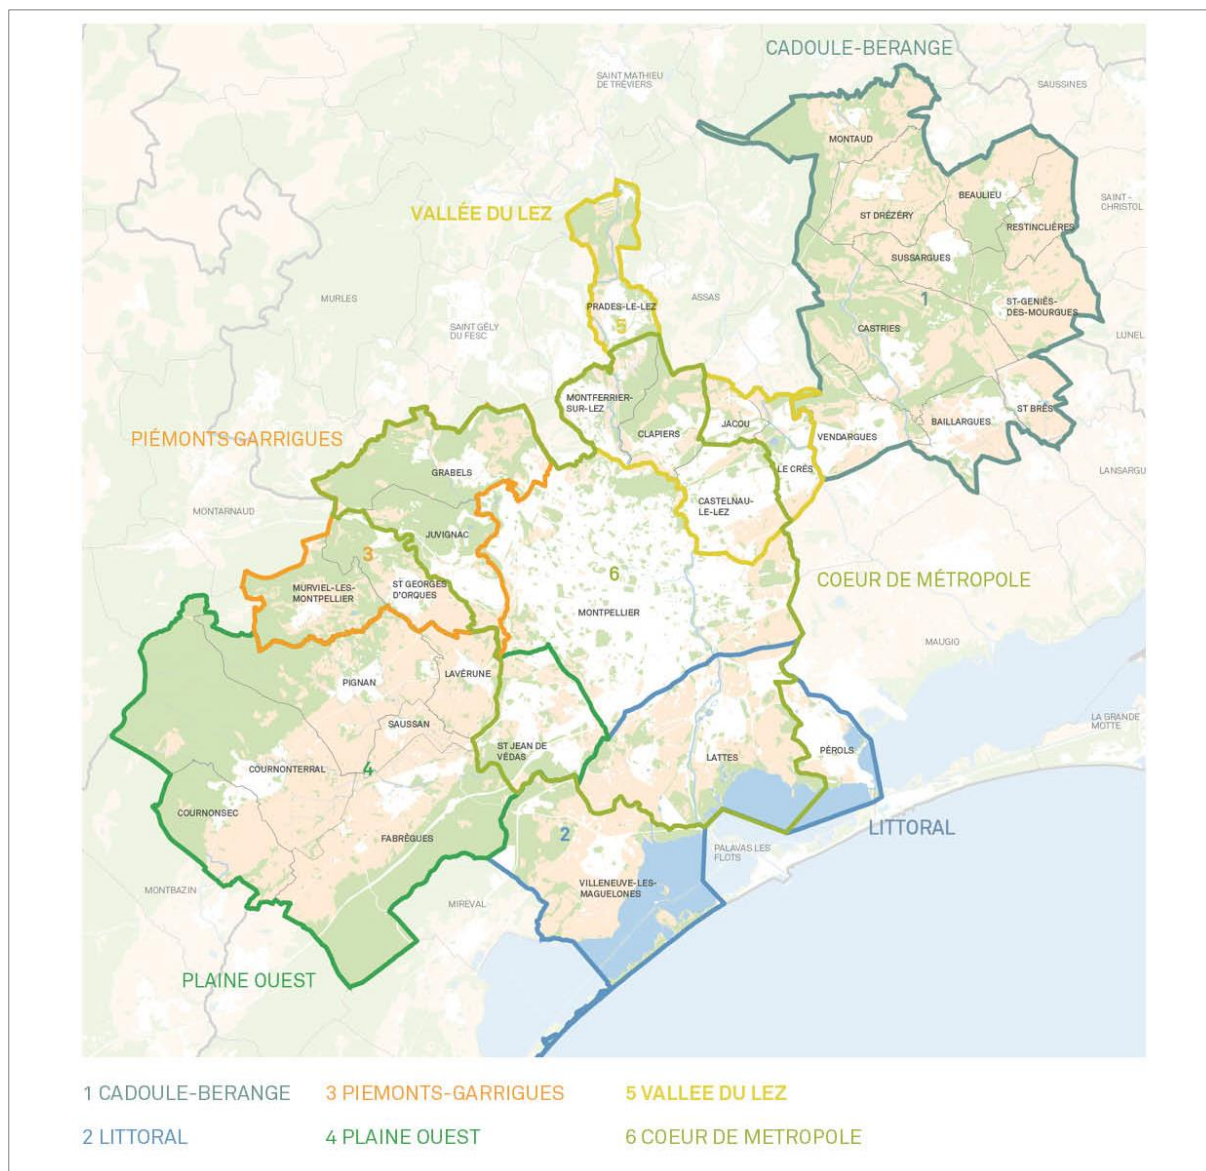 CADOULE-BERANGE
SAINT MATHIEU
DE TRÉVIERS
SAUSSINES
MONTAUD
BEAULIEU
SAINT -
CHRISTOL
VALLÉE DU LEZ
ST DRÉZÉRY
RESTINCLIÈRES
SUSSARGUES
MURLES
ASSAS
1
PRADES-LE-LEZ
5
ST-GENIÉS-
DES-MOURGUES
SAINT GÉLY
DU FESC
CASTRIES
LUNEL
MONTFERRIER-
SUR-LEZ
ST BRÈS
JACOU
BAILLARGUES
CLAPIERS
VENDARGUES
PIÉMONTS GARRIGUES
GRABELS
LE CRÈS
LANSARGU
CASTELNAU-
LE-LEZ
MONTARNAUD
JUVIGNAC
3
6
COEUR DE MÉTROPOLE
MURVIEL-LES-
MONTPELLIER
ST GEORGES
D'ORQUES
MONTPELLIER
MAUGIO
LAVÉRUNE
PIGNAN
SAUSSAN
LA GRANDE
MOTTE
ST JEAN DE
VÉDAS
LATTES
PÉROLS
COURNONTERRAL
4
COURNONSEC
FABRÈGUES
2
LITTORAL
PALAVAS LES
FLOTS
VILLENEUVE-LES-
MAGUELONES
MONTBAZIN
MIREVAL
PLAINE OUEST
1 CADOULE-BERANGE
3 PIEMONTS-GARRIGUES
5 VALLEE DU LEZ
2 LITTORAL
4 PLAINE OUEST
6 COEUR DE METROPOLE